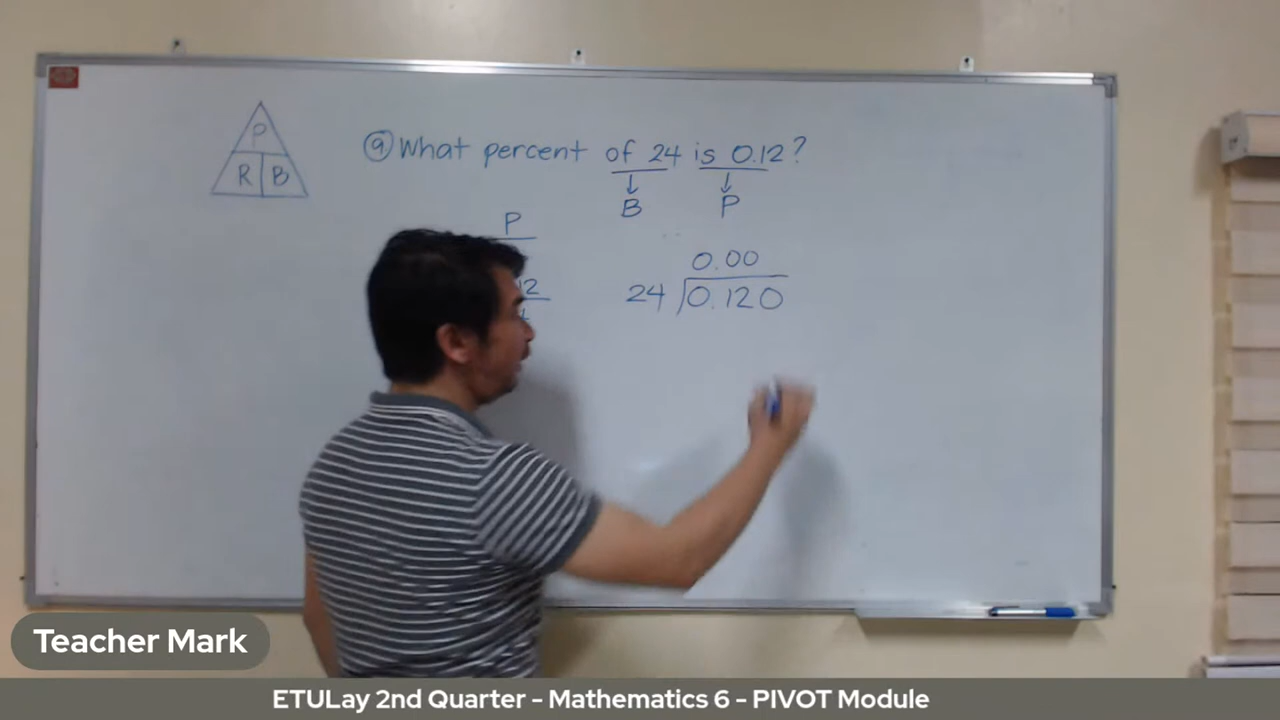 P
R B
9 What percent of 24 is 0.12?
B P
P
12
0.00
24 0.120
Teacher Mark
ETULay 2nd Quarter - Mathematics 6 - PIVOT Module